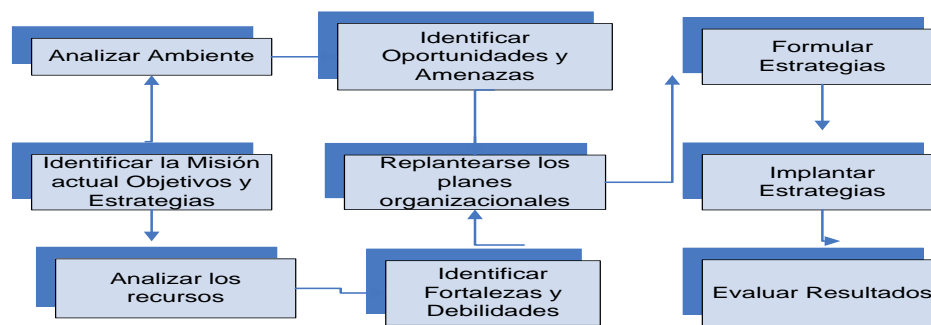 Analizar Ambiente
Identificar
Oportunidades y
Amenazas
Formular
Estrategias
Identificar la Misión
actual Objetivos y
Estrategias
Replantearse los
planes
organizacionales
Implantar
Estrategias
Analizar los
recursos
Identificar
Fortalezas y
Debilidades
Evaluar Resultados